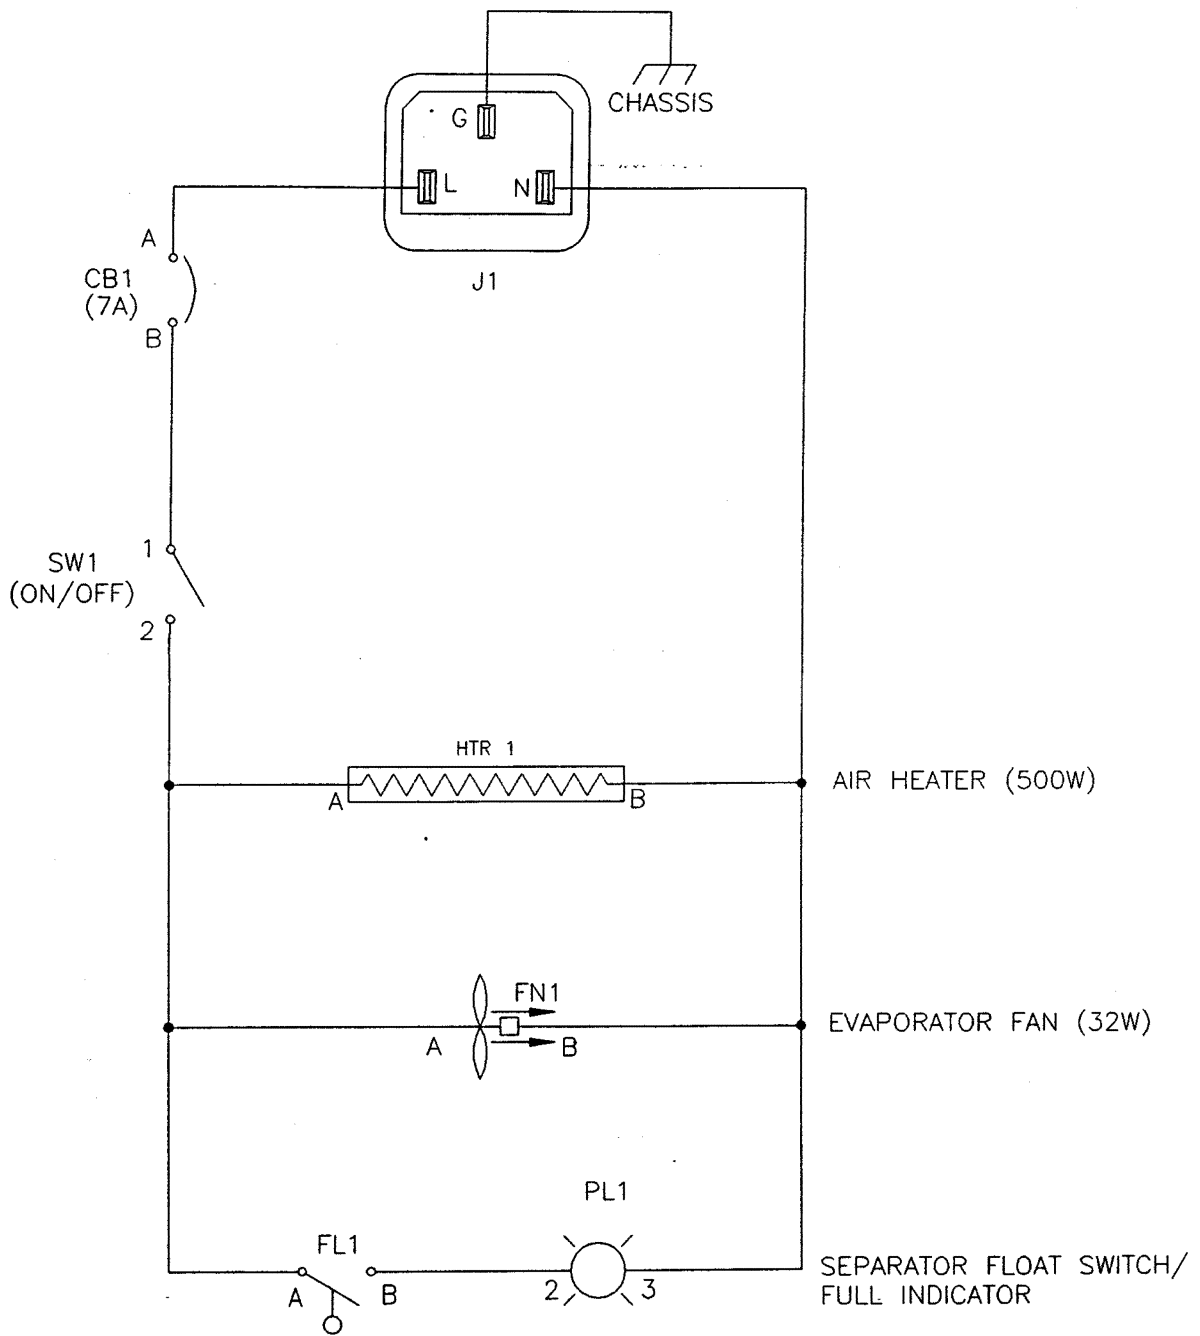 CHASSIS
G
L
N
A
J1
CB1
(7A)
B
1
SW1
(ON/OFF)
2
HTR 1
A
B
AIR HEATER (500W)
FN1
A
B
EVAPORATOR FAN (32W)
PL1
FL1
A
B
2
3
SEPARATOR FLOAT SWITCH/
FULL INDICATOR